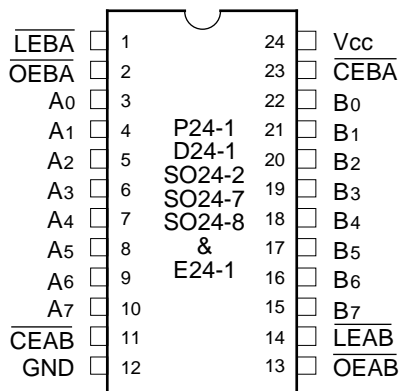 LEBA 1 24 Vcc
OEBA 2 23 CEBA
A0 3 22 B0
A1 4 P24-1 21 B1
A2 5 D24-1 20 B2
A3 6 SO24-2 19 B3
A4 7 SO24-7 18 B4
A5 8 SO24-8 17 B5
&
A6 9 E24-1 16 B6
A7 10 15 B7
CEAB 11 14 LEAB
GND 12 13 OEAB